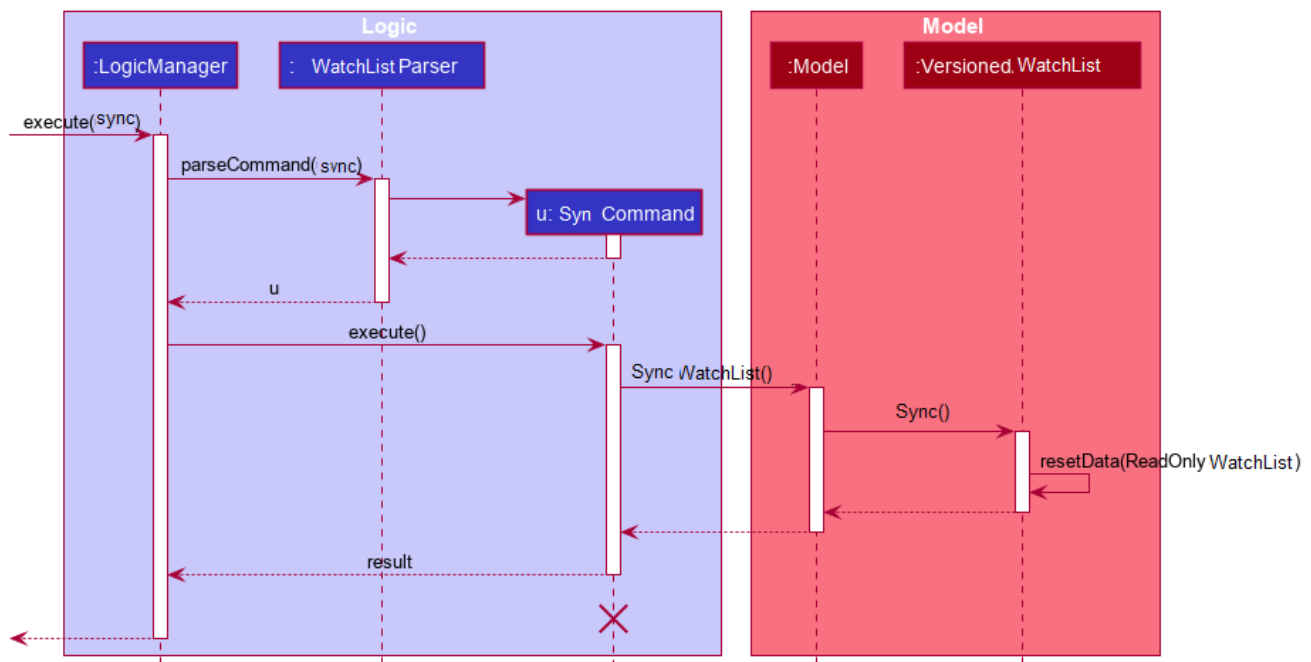 Logic
Model
:LogicManager
: WatchList Parser
:Model
:Versioned. WatchList
execute(sync)
parseCommand( sync)
u: Syn Command
u
execute()
Sync WatchList()
Sync()
resetData(ReadOnly WatchList)
result